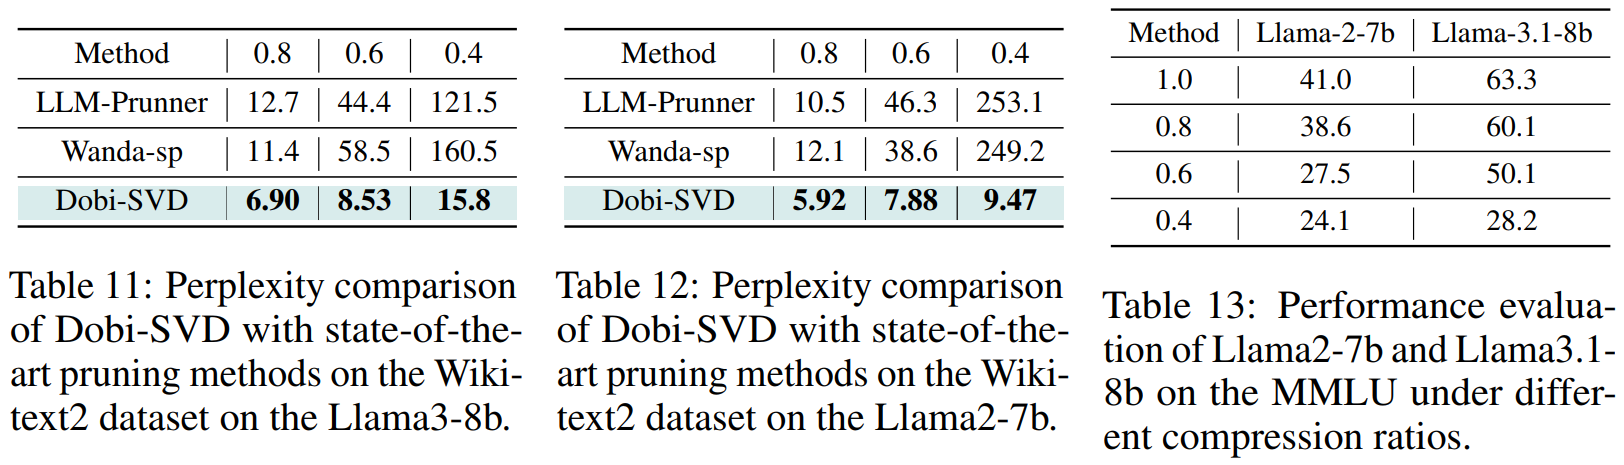 Method 0.8 0.6 0.4
LLM-Prunner 12.7 44.4 121.5
Wanda-sp 11.4 58.5 160.5
Dobi-SVD 6.90 8.53 15.8
Table 11: Perplexity comparison
of Dobi-SVD with state-of-the-
art pruning methods on the Wiki-
text2 dataset on the Llama3-8b.
Method 0.8 0.6 0.4
LLM-Prunner 10.5 46.3 253.1
Wanda-sp 12.1 38.6 249.2
Dobi-SVD 5.92 7.88 9.47
Table 12: Perplexity comparison
of Dobi-SVD with state-of-the-
art pruning methods on the Wiki-
text2 dataset on the Llama2-7b.
Method Llama-2-7b Llama-3.1-8b
1.0 41.0 63.3
0.8 38.6 60.1
0.6 27.5 50.1
0.4 24.1 28.2
Table 13: Performance evalua-
tion of Llama2-7b and Llama3.1-
8b on the MMLU under differ-
ent compression ratios.